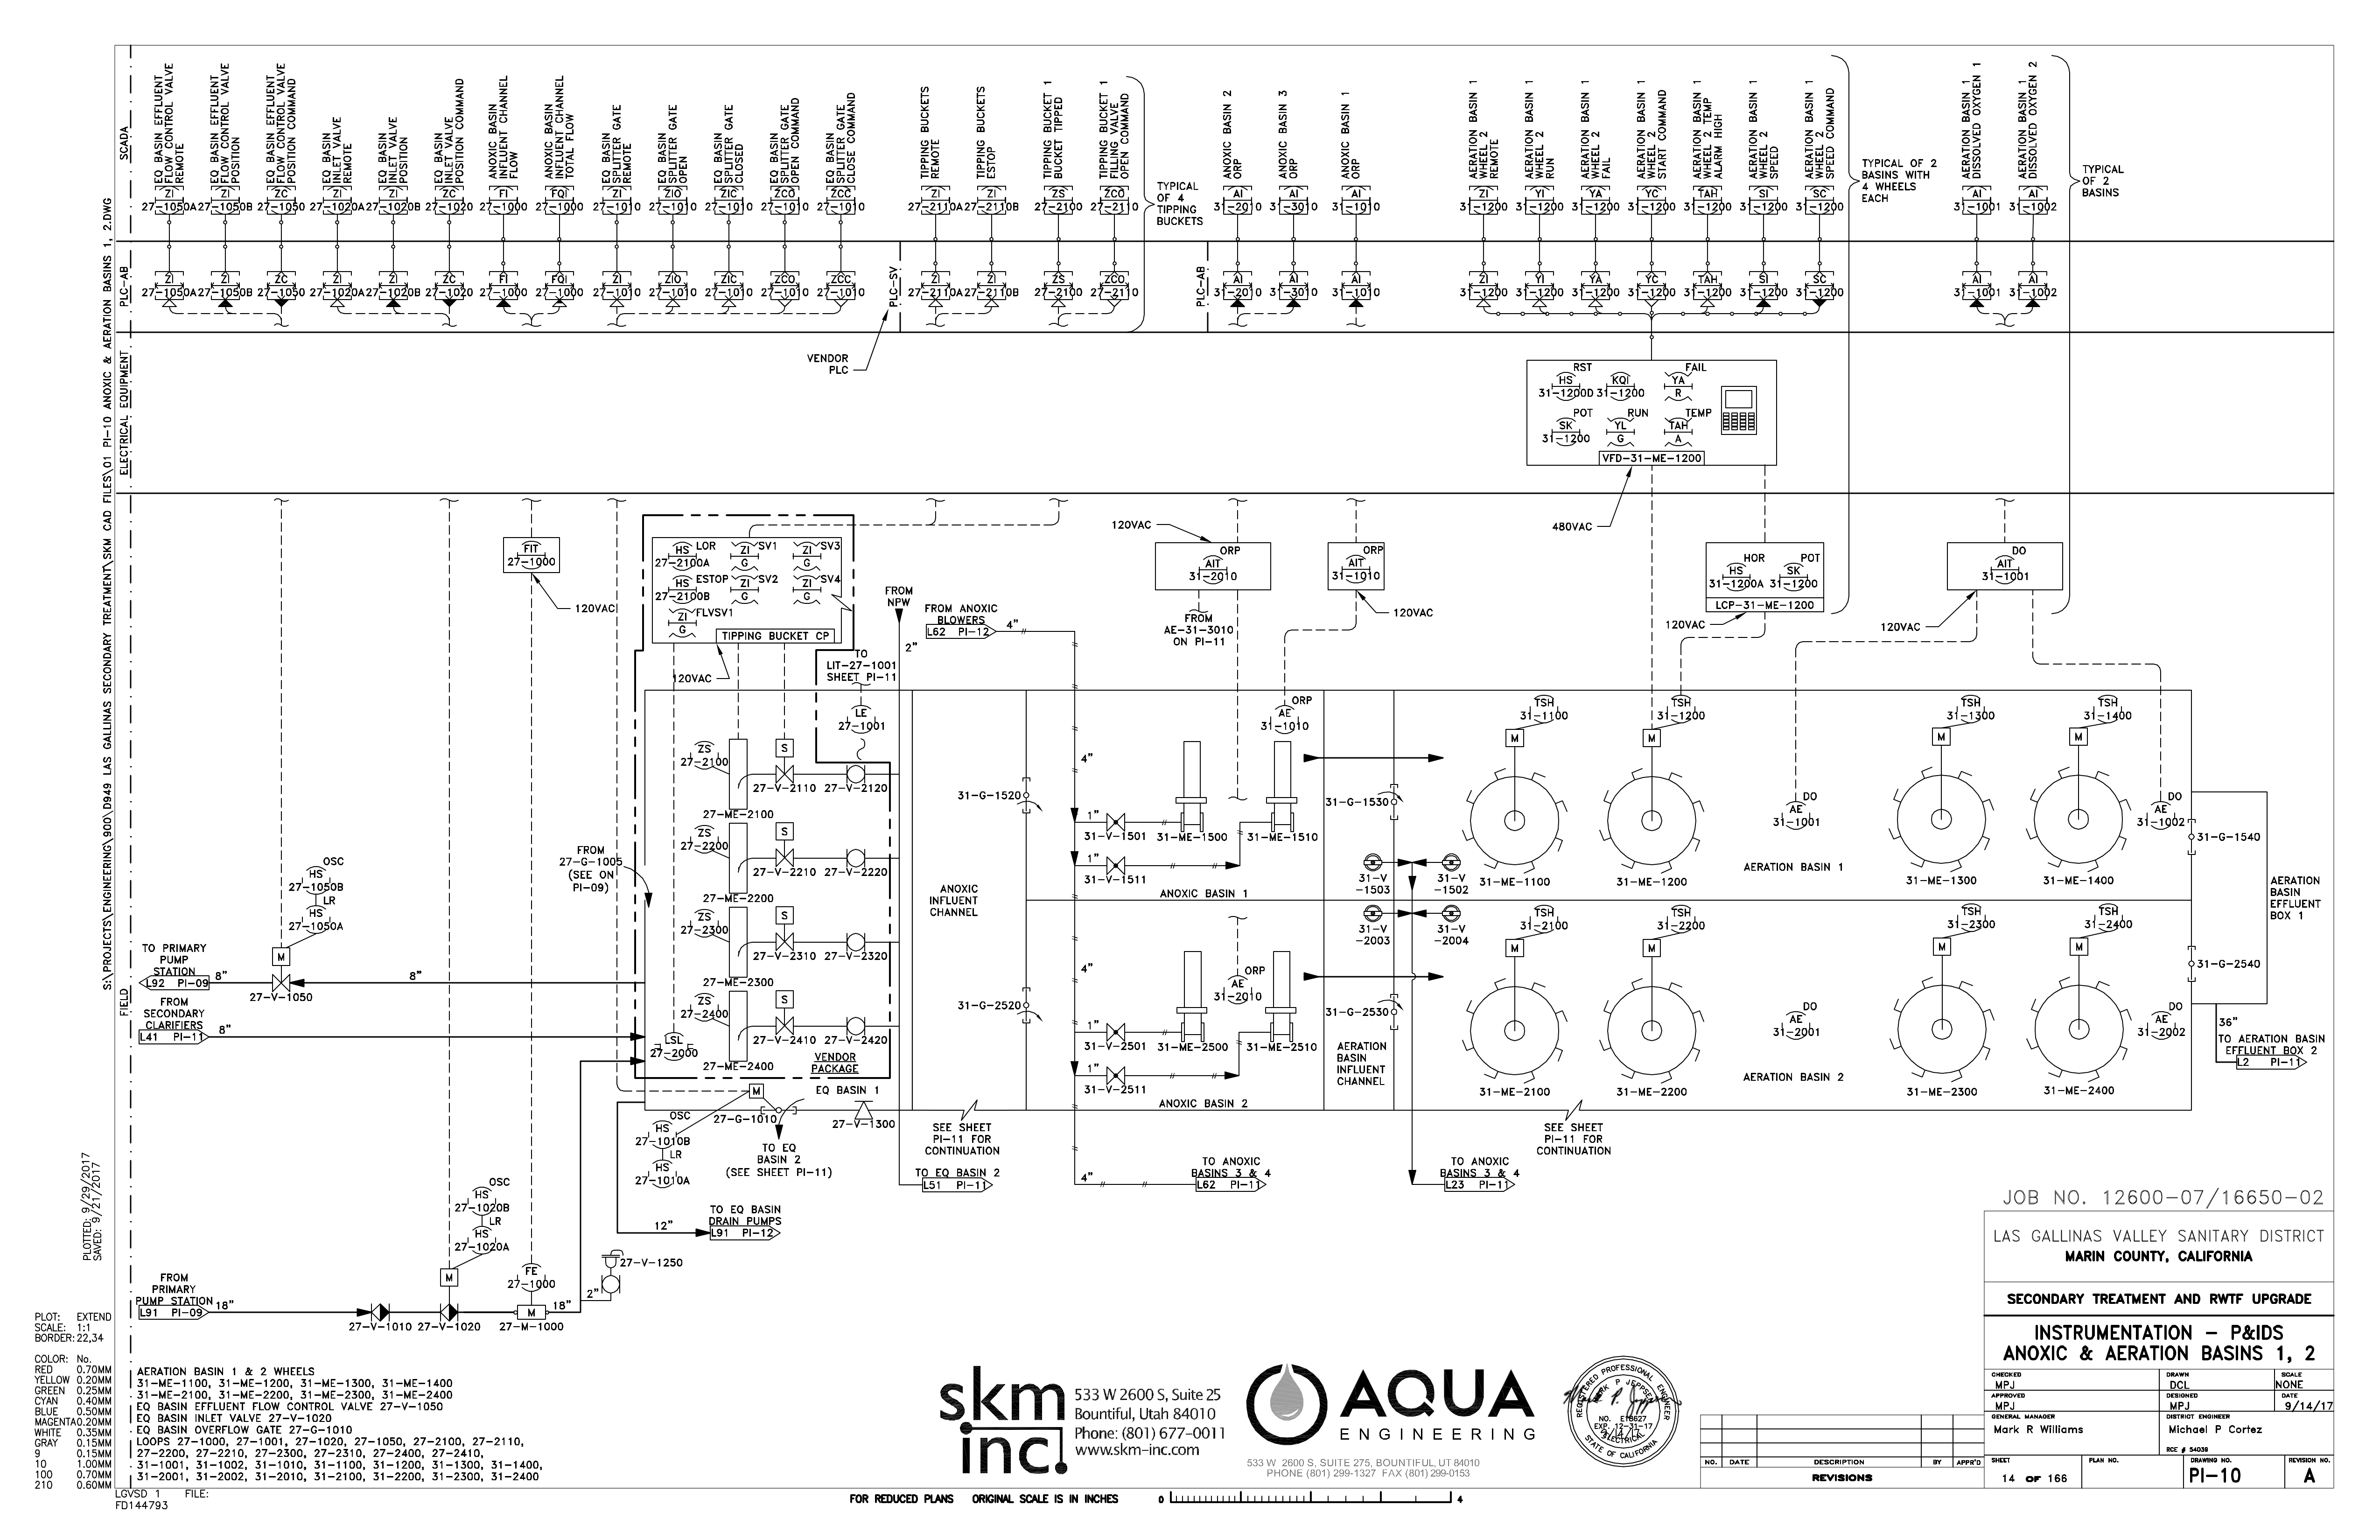 SCADA
EQ BASIN EFFLUENT
FLOW CONTROL VALVE
REMOTE
EQ BASIN EFFLUENT
FLOW CONTROL VALVE
POSITION
EQ BASIN EFFLUENT
FLOW CONTROL VALVE
POSITION COMMAND
EQ BASIN
INLET VALVE
REMOTE
EQ BASIN
INLET VALVE
POSITION
EQ BASIN
INLET VALVE
POSITION COMMAND
ANOXIC BASIN
INFLUENT CHANNEL
FLOW
ANOXIC BASIN
INFLUENT CHANNEL
TOTAL FLOW
EQ BASIN
SPLITTER GATE
REMOTE
EQ BASIN
SPLITTER GATE
OPEN
EQ BASIN
SPLITTER GATE
CLOSED
EQ BASIN
SPLITTER GATE
OPEN COMMAND
EQ BASIN
SPLITTER GATE
CLOSE COMMAND
TIPPING BUCKETS
REMOTE
TIPPING BUCKETS
ESTOP
TIPPING BUCKET 1
BUCKET TIPPED
TIPPING BUCKET 1
FILLING VALVE
OPEN COMMAND
TYPICAL
OF 4
TIPPING
BUCKETS
ANOXIC BASIN 2
ORP
ANOXIC BASIN 3
ORP
ANOXIC BASIN 1
ORP
AERATION BASIN 1
WHEEL 2
REMOTE
AERATION BASIN 1
WHEEL 2
RUN
AERATION BASIN 1
WHEEL 2
FAIL
AERATION BASIN 1
WHEEL 2
START COMMAND
AERATION BASIN 1
WHEEL 2 TEMP
ALARM HIGH
AERATION BASIN 1
WHEEL 2
SPEED
AERATION BASIN 1
WHEEL 2
SPEED COMMAND
TYPICAL OF 2
BASINS WITH
4 WHEELS
EACH
AERATION BASIN 1
DISSOLVED OXYGEN 1
AERATION BASIN 1
DISSOLVED OXYGEN 2
TYPICAL
OF 2
BASINS
ZI ZI ZC ZI ZI ZC FI FQI ZI ZIO ZIC ZCO ZCC ZI ZI ZS ZCO AI AI AI ZI YI YA YC TAH SI SC AI AI
27-1050A 27-1050B 27-1050 27-1020A 27-1020B 27-1020 27-1000 27-1000 27-1010 27-1010 27-1010 27-1010 27-1010 27-2110A 27-2110B 27-2100 27-2110 31-2010 31-3010 31-1010 31-1200 31-1200 31-1200 31-1200 31-1200 31-1200 31-1200 31-1001 31-1002
PLC-AB
PLC-SV
PLC-AB
ZI ZI ZC ZI ZI ZC FI FQI ZI ZIO ZIC ZCO ZCC ZI ZI ZS ZCO AI AI AI ZI YI YA YC TAH SI SC AI AI
27-1050A 27-1050B 27-1050 27-1020A 27-1020B 27-1020 27-1000 27-1000 27-1010 27-1010 27-1010 27-1010 27-1010 27-2110A 27-2110B 27-2100 27-2110 31-2010 31-3010 31-1010 31-1200 31-1200 31-1200 31-1200 31-1200 31-1200 31-1200 31-1001 31-1002
VENDOR
PLC
ELECTRICAL EQUIPMENT
RST
HS
31-1200D
KQI
31-1200
FAIL
YA
R
POT
SK
31-1200
RUN
YL
G
TEMP
TAH
A
VFD-31-ME-1200
480VAC
FIELD
FIT
27-1000
120VAC
HS LOR
27-2100A
ZI SV1
G
ZI SV3
G
HS ESTOP
27-2100B
ZI SV2
G
ZI SV4
G
ZI FLVSV1
G
TIPPING BUCKET CP
120VAC
TO
LIT-27-1001
SHEET PI-11
LE
27-1001
FROM
NPW
2"
FROM ANOXIC
BLOWERS
L62 PI-12
4"
120VAC
ORP
AIT
31-2010
FROM
AE-31-3010
ON PI-11
ORP
AIT
31-1010
120VAC
HOR
HS
31-1200A
POT
SK
31-1200
LCP-31-ME-1200
120VAC
DO
AIT
31-1001
120VAC
ZS
27-2100
S
27-V-2110
27-V-2120
27-ME-2100
ZS
27-2200
S
27-V-2210
27-V-2220
27-ME-2200
ZS
27-2300
S
27-V-2310
27-V-2320
27-ME-2300
ZS
27-2400
S
27-V-2410
27-V-2420
27-ME-2400
LSL
27-2000
VENDOR
PACKAGE
FROM
27-G-1005
(SEE ON
PI-09)
OSC
HS
27-1050B
LR
HS
27-1050A
M
27-V-1050
TO PRIMARY
PUMP
STATION
L92 PI-09
8"
8"
FROM
SECONDARY
CLARIFIERS
L41 PI-11
8"
M
27-G-1010
EQ BASIN 1
27-V-1300
OSC
HS
27-1010B
LR
HS
27-1010A
TO EQ
BASIN 2
(SEE SHEET PI-11)
12"
TO EQ BASIN
DRAIN PUMPS
L91 PI-12
ANOXIC
INFLUENT
CHANNEL
31-G-1520
31-G-2520
SEE SHEET
PI-11 FOR
CONTINUATION
TO EQ BASIN 2
L51 PI-11
4"
1"
31-V-1501
1"
31-V-1511
31-ME-1500
31-ME-1510
ORP
AE
31-1010
ANOXIC BASIN 1
4"
1"
31-V-2501
1"
31-V-2511
31-ME-2500
31-ME-2510
ORP
AE
31-2010
ANOXIC BASIN 2
4"
TO ANOXIC
BASINS 3 & 4
L62 PI-11
31-G-1530
31-G-2530
31-V
-1503
31-V
-1502
31-V
-2003
31-V
-2004
AERATION
BASIN
INFLUENT
CHANNEL
TO ANOXIC
BASINS 3 & 4
L23 PI-11
TSH
31-1100
M
31-ME-1100
TSH
31-1200
M
31-ME-1200
DO
AE
31-1001
AERATION BASIN 1
TSH
31-1300
M
31-ME-1300
TSH
31-1400
M
31-ME-1400
DO
AE
31-1002
31-G-1540
TSH
31-2100
M
31-ME-2100
TSH
31-2200
M
31-ME-2200
DO
AE
31-2001
AERATION BASIN 2
TSH
31-2300
M
31-ME-2300
TSH
31-2400
M
31-ME-2400
DO
AE
31-2002
31-G-2540
AERATION
BASIN
EFFLUENT
BOX 1
36"
TO AERATION BASIN
EFFLUENT BOX 2
L2 PI-11
SEE SHEET
PI-11 FOR
CONTINUATION
OSC
HS
27-1020B
LR
HS
27-1020A
M
FE
27-1000
FROM
PRIMARY
PUMP STATION
L91 PI-09
18"
27-V-1010
27-V-1020
M
27-M-1000
18"
2"
27-V-1250
S:\PROJECTS\ENGINEERING\900\D949 LAS GALLINAS SECONDARY TREATMENT\SKM CAD FILES\01 PI-10 ANOXIC & AERATION BASINS 1, 2.DWG
PLOTTED: 9/29/2017
SAVED: 9/21/2017
PLOT: EXTEND
SCALE: 1:1
BORDER: 22,34
COLOR: No.
RED 0.70MM
YELLOW 0.20MM
GREEN 0.25MM
CYAN 0.40MM
BLUE 0.50MM
MAGENTA 0.20MM
WHITE 0.35MM
GRAY 0.15MM
9 0.15MM
10 1.00MM
100 0.70MM
210 0.60MM
AERATION BASIN 1 & 2 WHEELS
31-ME-1100, 31-ME-1200, 31-ME-1300, 31-ME-1400
31-ME-2100, 31-ME-2200, 31-ME-2300, 31-ME-2400
EQ BASIN EFFLUENT FLOW CONTROL VALVE 27-V-1050
EQ BASIN INLET VALVE 27-V-1020
EQ BASIN OVERFLOW GATE 27-G-1010
LOOPS 27-1000, 27-1001, 27-1020, 27-1050, 27-2100, 27-2110,
27-2200, 27-2210, 27-2300, 27-2310, 27-2400, 27-2410,
31-1001, 31-1002, 31-1010, 31-1100, 31-1200, 31-1300, 31-1400,
31-2001, 31-2002, 31-2010, 31-2100, 31-2200, 31-2300, 31-2400
LGVSD 1 FILE:
FD144793
skm
inc.
533 W 2600 S, Suite 25
Bountiful, Utah 84010
Phone: (801) 677-0011
www.skm-inc.com
AQUA
ENGINEERING
533 W 2600 S, SUITE 275, BOUNTIFUL, UT 84010
PHONE (801) 299-1327 FAX (801) 299-0153
REGISTERED PROFESSIONAL ENGINEER
MARK P JEPPSEN
NO. E18627
EXP. 12-31-17
9/14/17
ELECTRICAL
STATE OF CALIFORNIA
FOR REDUCED PLANS ORIGINAL SCALE IS IN INCHES
0 4
NO. DATE DESCRIPTION BY APPR'D
REVISIONS
JOB NO. 12600-07/16650-02
LAS GALLINAS VALLEY SANITARY DISTRICT
MARIN COUNTY, CALIFORNIA
SECONDARY TREATMENT AND RWTF UPGRADE
INSTRUMENTATION - P&IDS
ANOXIC & AERATION BASINS 1, 2
CHECKED
MPJ
DRAWN
DCL
SCALE
NONE
APPROVED
MPJ
DESIGNED
MPJ
DATE
9/14/17
GENERAL MANAGER
Mark R Williams
DISTRICT ENGINEER
Michael P Cortez
RCE # 54039
SHEET
14 OF 166
PLAN NO.
DRAWING NO.
PI-10
REVISION NO.
A